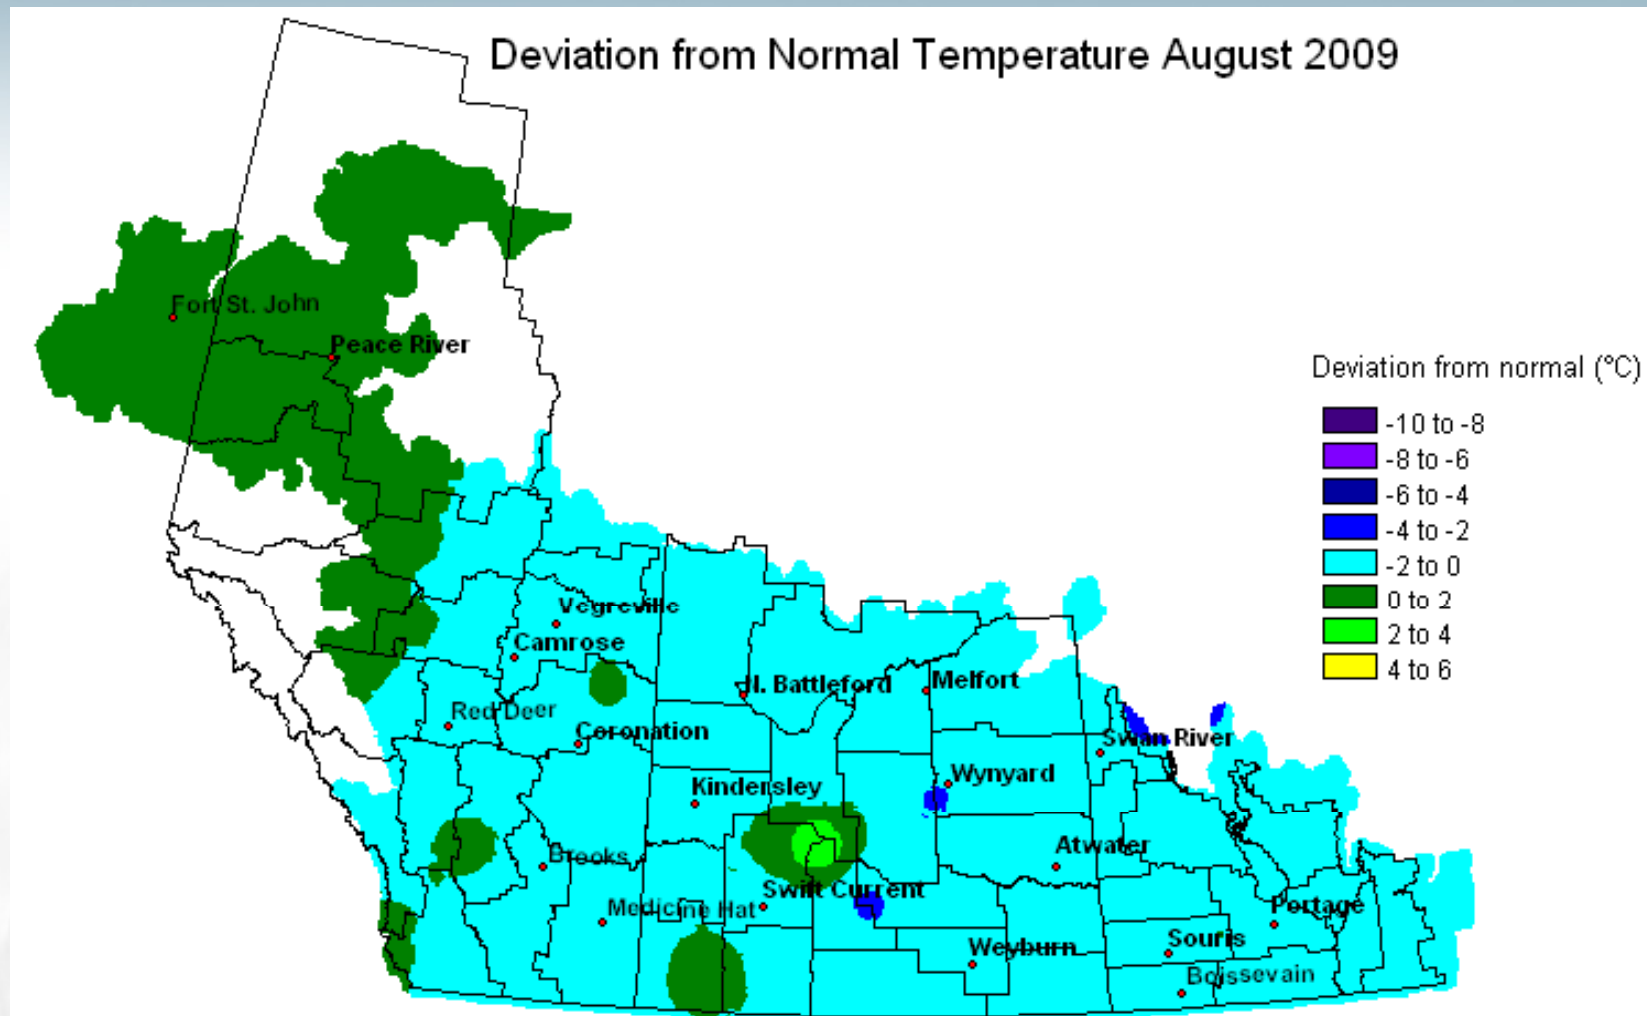 Deviation from Normal Temperature August 2009
Fort St. John
Peace River
Deviation from normal (°C)
-10 to -8
-8 to -6
-6 to -4
-4 to -2
-2 to 0
0 to 2
2 to 4
4 to 6
Vegreville
Camrose
N. Battleford
Melfort
Red Deer
Coronation
Swan River
Kindersley
Wynyard
Brooks
Atwater
Swift Current
Medicine Hat
Portage
Weyburn
Souris
Boissevain